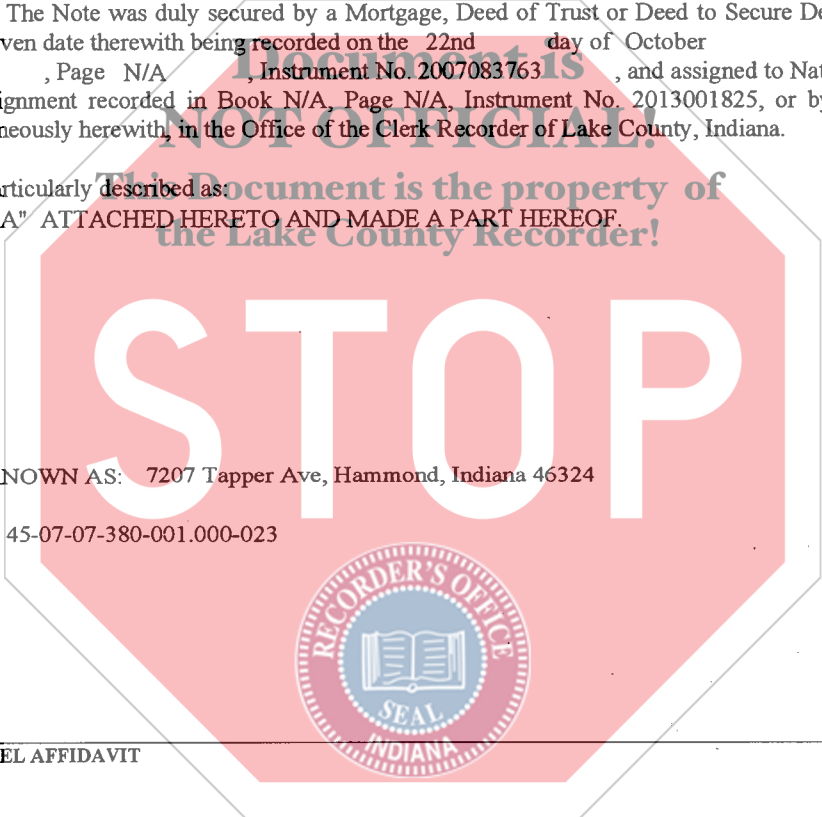 The Note was duly secured by a Mortgage, Deed of Trust or Deed to Secure De
ven date therewith being recorded on the 22nd day of October
Document is
, Page N/A , Instrument No. 2007083763 , and assigned to Nat
ignment recorded in Book N/A, Page N/A, Instrument No. 2013001825, or by
NOT OFFICIAL!
neously herewith, in the Office of the Clerk Recorder of Lake County, Indiana.
This Document is the property of
rticularly described as:
A" ATTACHED HERETO AND MADE A PART HEREOF.
the Lake County Recorder!
STOP
NOWN AS: 7207 Tapper Ave, Hammond, Indiana 46324
45-07-07-380-001.000-023
RECORDER'S OFFICE
SEAL
INDIANA
EL AFFIDAVIT